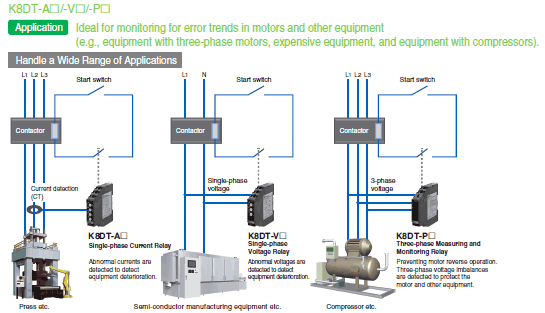 K8DT-A□/-V□/-P□
Application Ideal for monitoring for error trends in motors and other equipment
(e.g., equipment with three-phase motors, expensive equipment, and equipment with compressors).
Handle a Wide Range of Applications
L1 L2 L3
Start switch
Contactor
Current detection
(CT)
K8DT-A□
Single-phase Current Relay
Abnormal currents are
detected to detect
equipment deterioration.
Press etc.
L1 N
Start switch
Contactor
Single-phase
voltage
K8DT-V□
Single-phase
Voltage Relay
Abnormal voltages are
detected to detect
equipment deterioration.
Semi-conductor manufacturing equipment etc.
L1 L2 L3
Start switch
Contactor
3-phase
voltage
K8DT-P□
Three-phase Measuring and
Monitoring Relay
Preventing motor reverse operation.
Three-phase voltage imbalances
are detected to protect the
motor and other equipment.
Compressor etc.